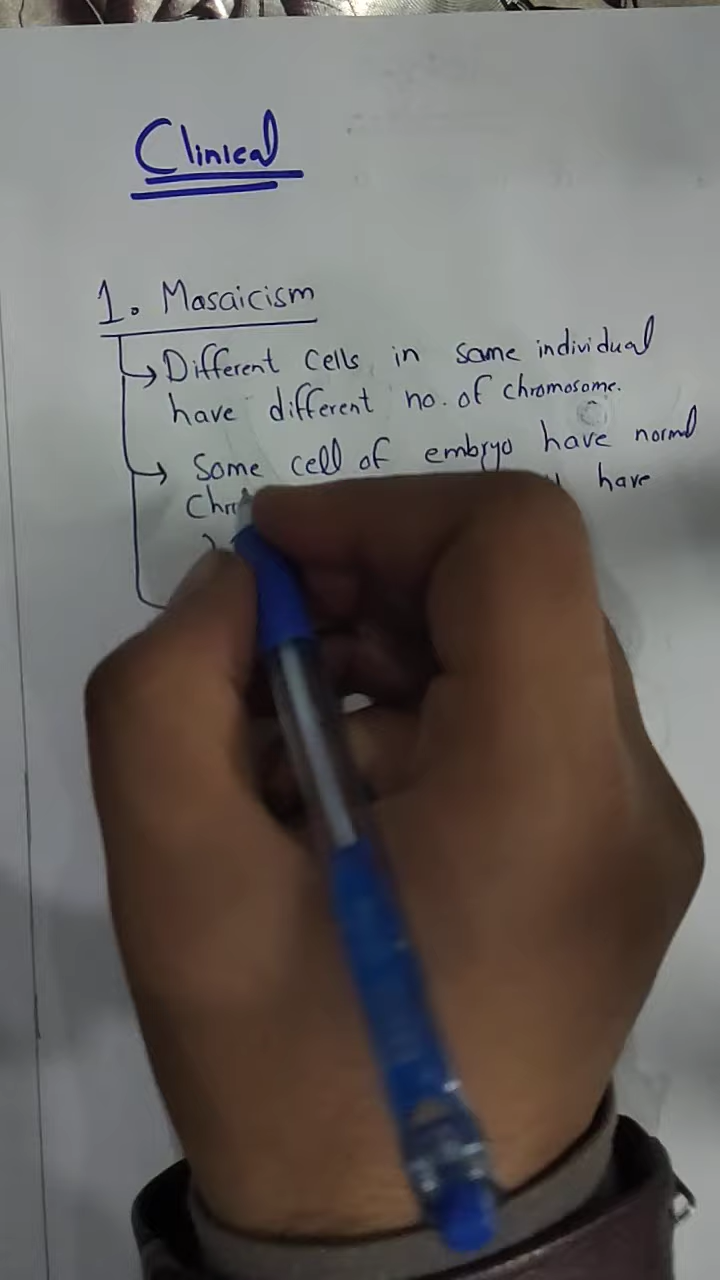 Clinical
1. Masaicism
Different cells in same individual
have different no. of chromosome.
Some cell of embryo have normal
have